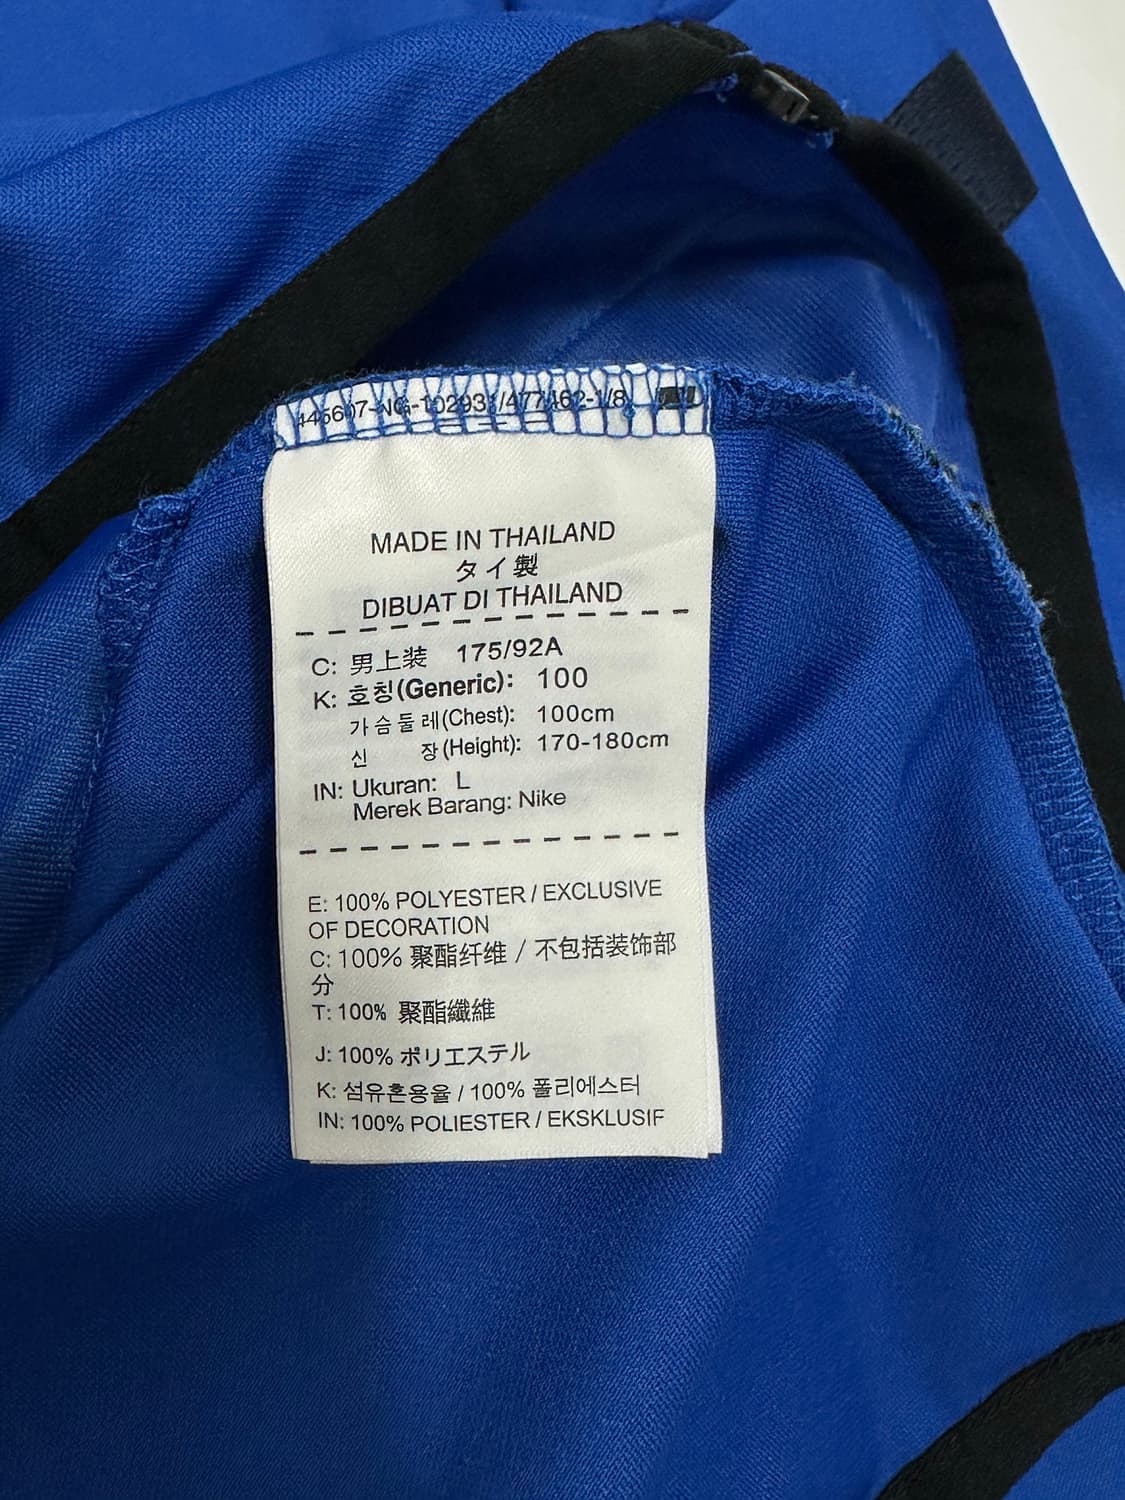 MADE IN THAILAND
タイ製
DIBUAT DI THAILAND
C: 男上装 175/92A
K: 호칭(Generic): 100
가슴둘레(Chest): 100cm
신 장(Height): 170-180cm
IN: Ukuran: L
Merek Barang: Nike
E: 100% POLYESTER / EXCLUSIVE
OF DECORATION
C: 100% 聚酯纤维 / 不包括装饰部
分
T: 100% 聚酯纖維
J: 100% ポリエステル
K: 섬유혼용율 / 100% 폴리에스터
IN: 100% POLIESTER / EKSKLUSIF